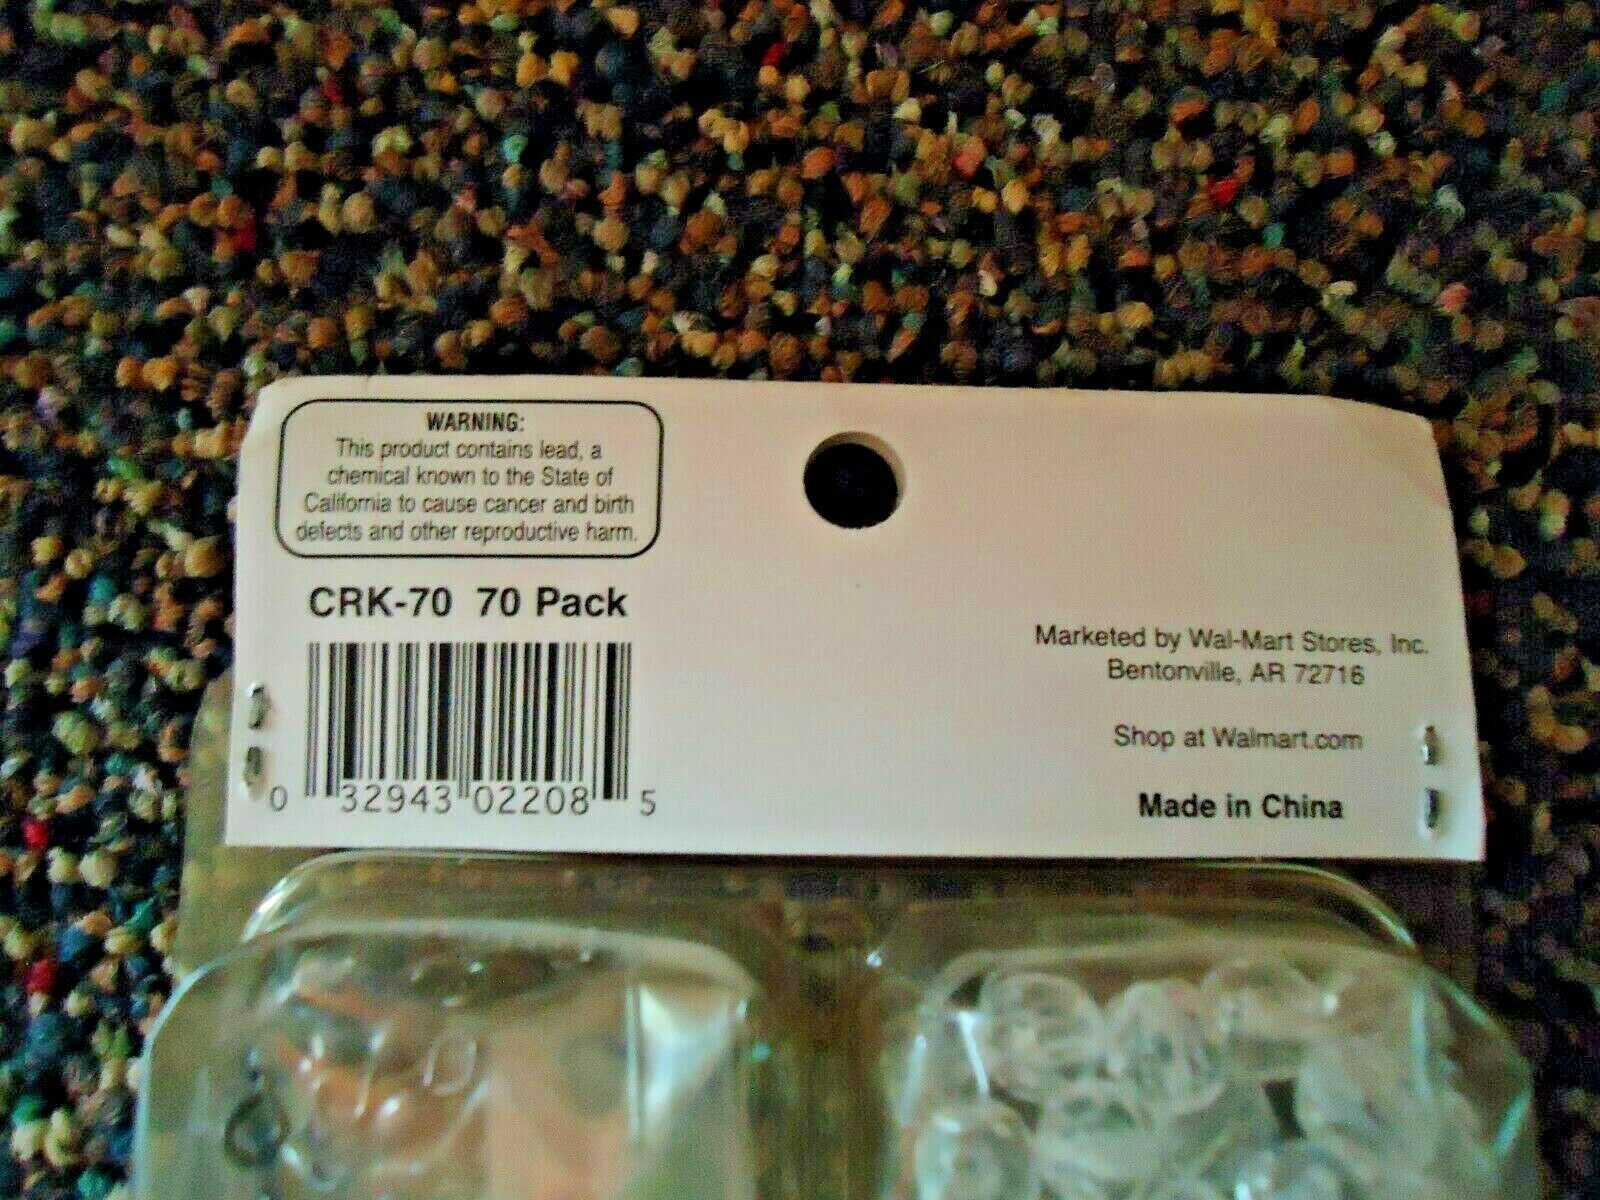 WARNING:
This product contains lead, a
chemical known to the State of
California to cause cancer and birth
defects and other reproductive harm.
CRK-70 70 Pack
0 32943 02208 5
Marketed by Wal-Mart Stores, Inc.
Bentonville, AR 72716
Shop at Walmart.com
Made in China